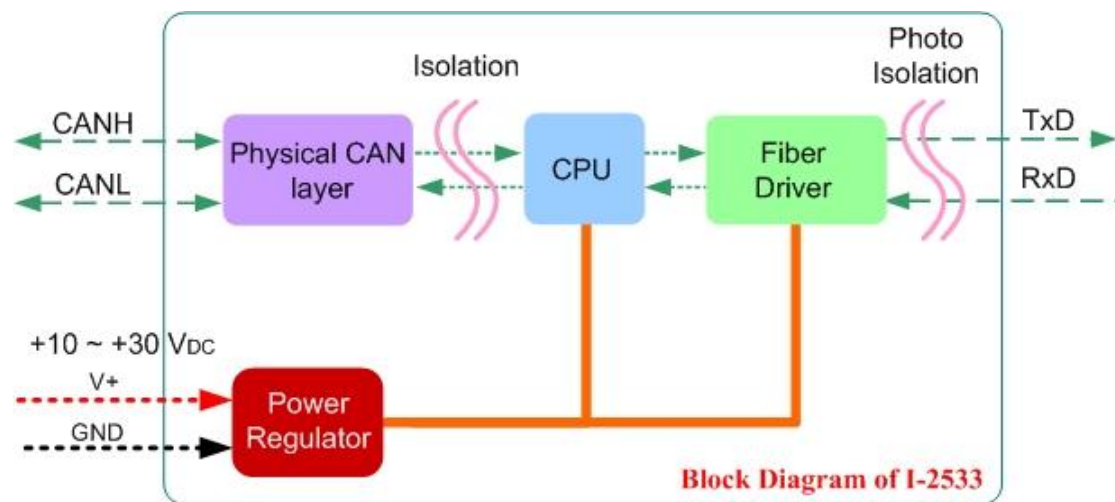 Isolation
Photo
Isolation
CANH
CANL
Physical CAN
layer
CPU
Fiber
Driver
TxD
RxD
+10 ~ +30 VDC
V+
GND
Power
Regulator
Block Diagram of I-2533